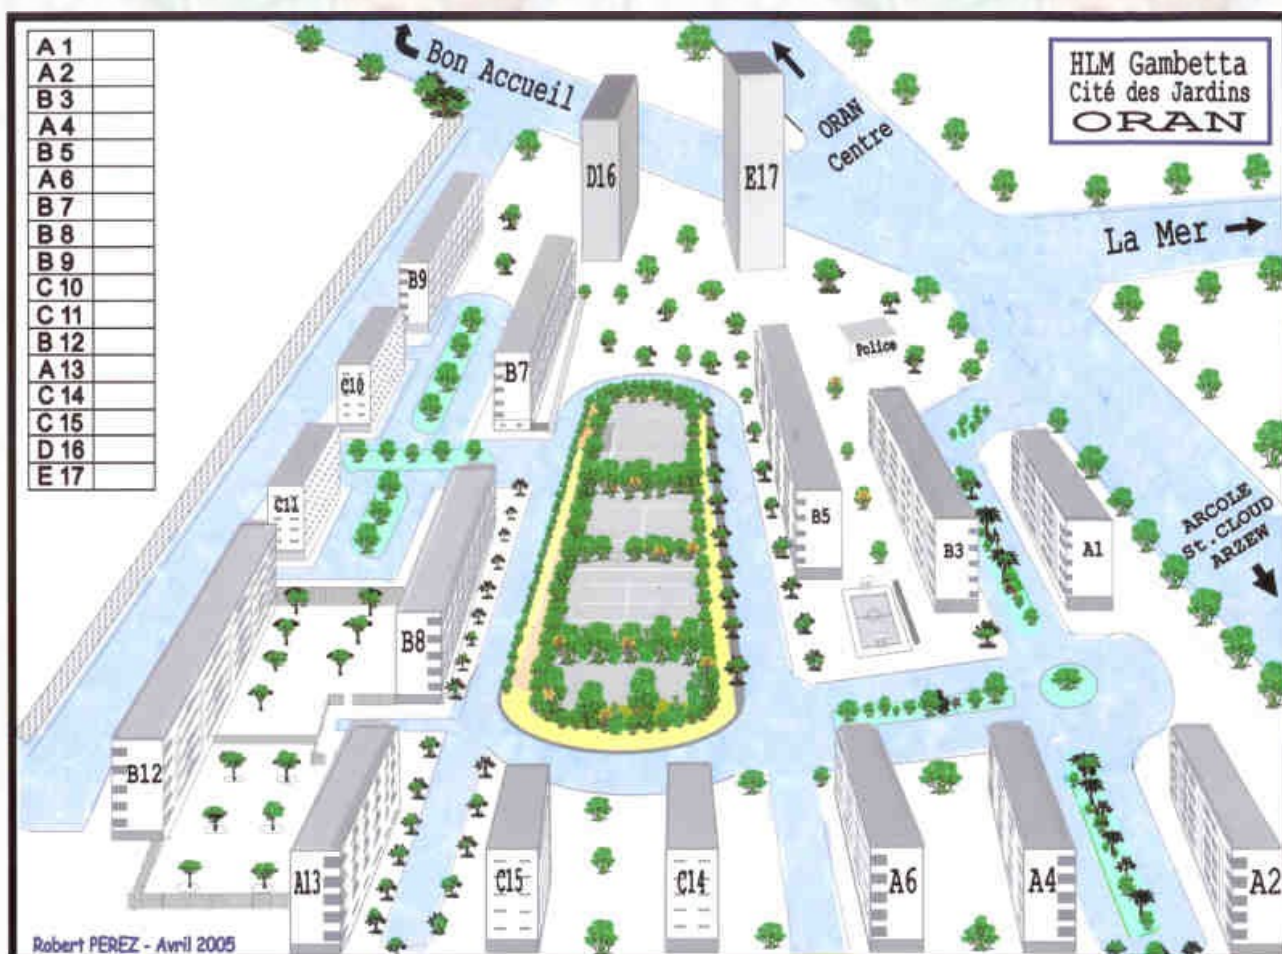 A 1
A 2
B 3
A 4
B 5
A 6
B 7
B 8
B 9
C 10
C 11
B 12
A 13
C 14
C 15
D 16
E 17
Bon Accueil
ORAN
Centre
HLM Gambetta
Cité des Jardins
ORAN
La Mer
D16
E17
B9
B7
Police
C10
C11
B5
B3
A1
ARCOLE
St.CLOUD
ARZEW
B8
B12
A13
C15
C14
A6
A4
A2
Robert PEREZ - Avril 2005